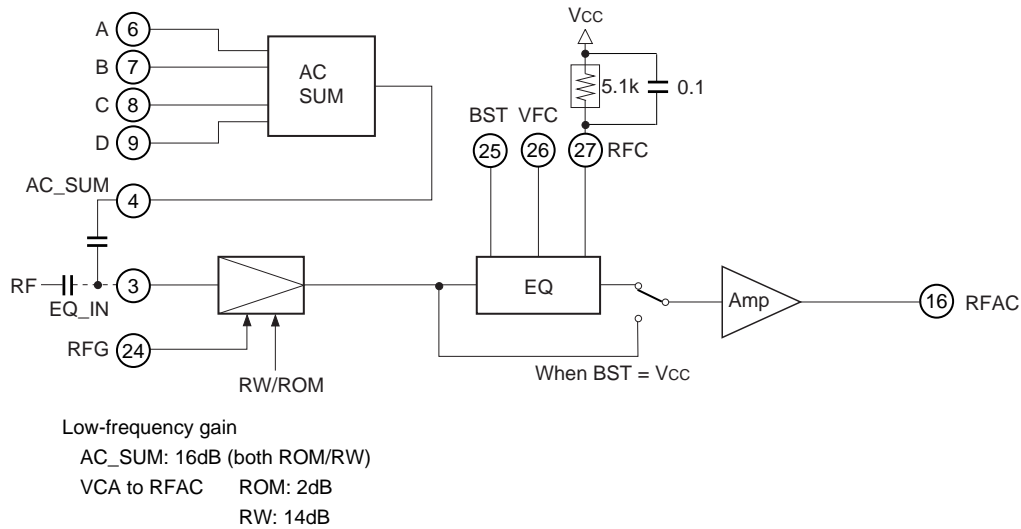 A 6
B 7
C 8
D 9
AC
SUM
Vcc
5.1k
0.1
BST VFC
25 26 27 RFC
AC_SUM 4
RF
EQ_IN
3
EQ
Amp
16 RFAC
RFG 24
RW/ROM
When BST = Vcc
Low-frequency gain
AC_SUM: 16dB (both ROM/RW)
VCA to RFAC ROM: 2dB
RW: 14dB